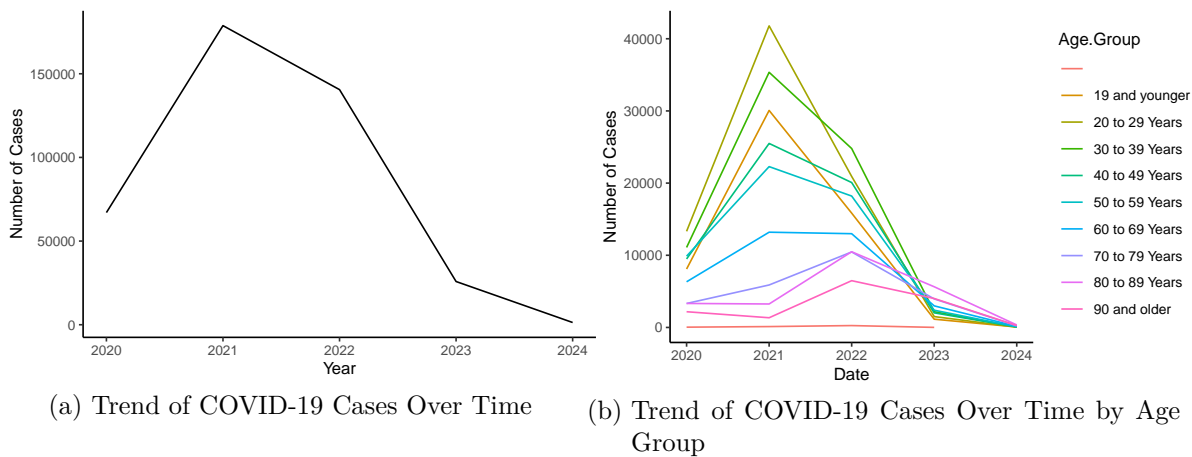 Number of Cases
150000
100000
50000
0
2020 2021 2022 2023 2024
Year
(a) Trend of COVID-19 Cases Over Time
Number of Cases
40000
30000
20000
10000
0
2020 2021 2022 2023 2024
Date
Age.Group
19 and younger
20 to 29 Years
30 to 39 Years
40 to 49 Years
50 to 59 Years
60 to 69 Years
70 to 79 Years
80 to 89 Years
90 and older
(b) Trend of COVID-19 Cases Over Time by Age
Group